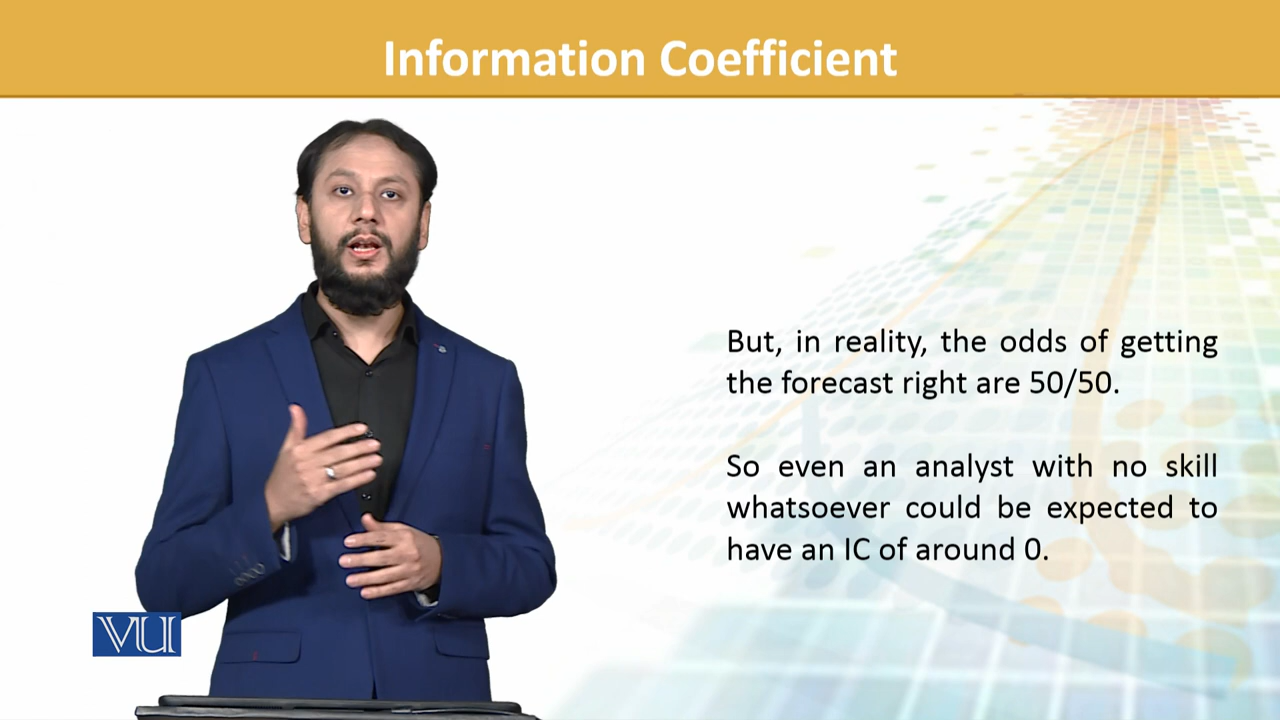 Information Coefficient
But, in reality, the odds of getting
the forecast right are 50/50.
So even an analyst with no skill
whatsoever could be expected to
have an IC of around 0.
VU